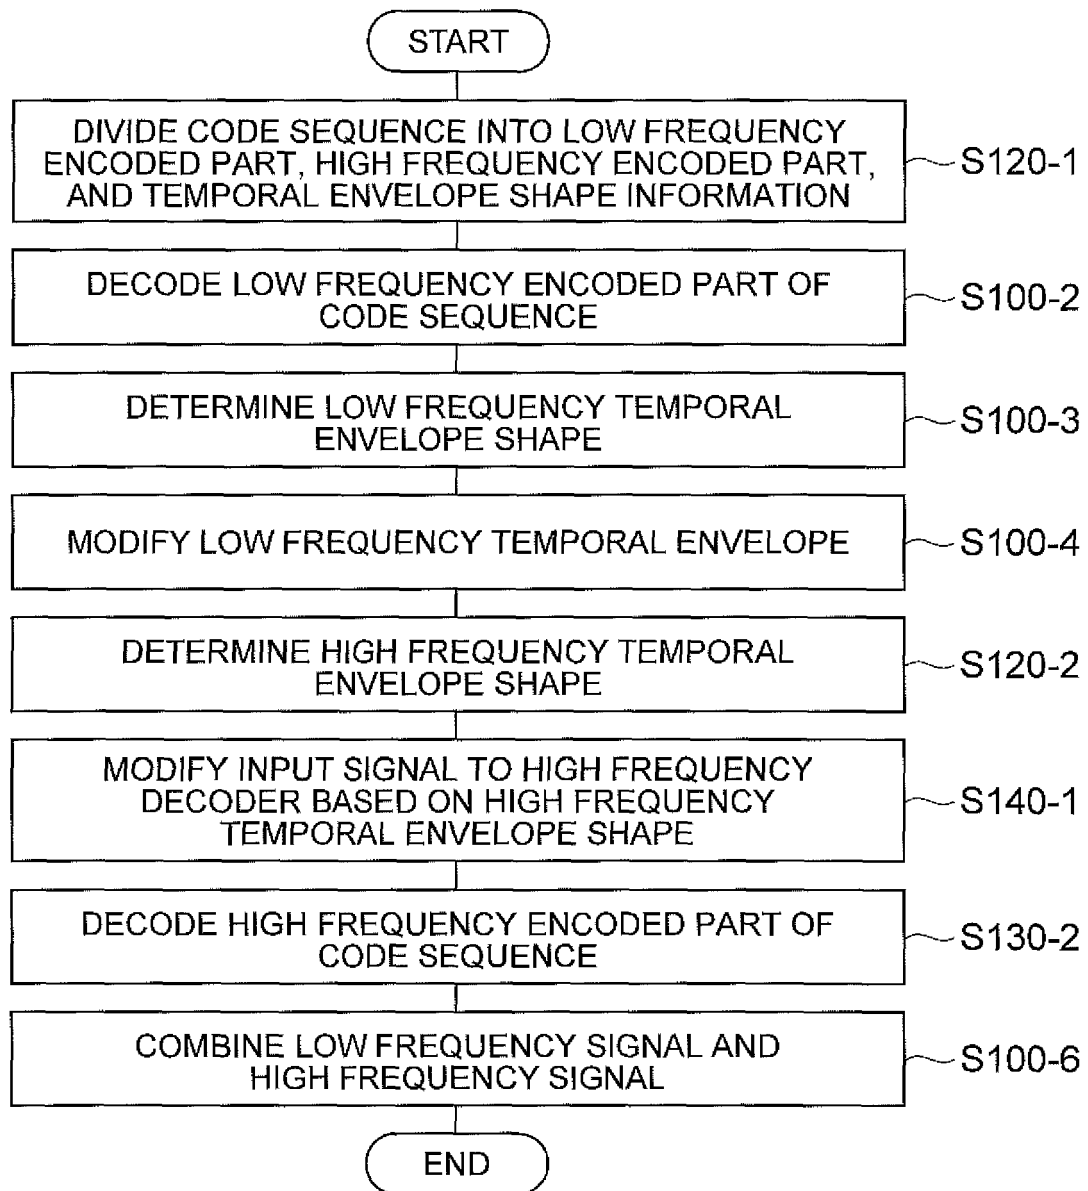 START
DIVIDE CODE SEQUENCE INTO LOW FREQUENCY
ENCODED PART, HIGH FREQUENCY ENCODED PART,
AND TEMPORAL ENVELOPE SHAPE INFORMATION
S120-1
DECODE LOW FREQUENCY ENCODED PART OF
CODE SEQUENCE
S100-2
DETERMINE LOW FREQUENCY TEMPORAL
ENVELOPE SHAPE
S100-3
MODIFY LOW FREQUENCY TEMPORAL ENVELOPE
S100-4
DETERMINE HIGH FREQUENCY TEMPORAL
ENVELOPE SHAPE
S120-2
MODIFY INPUT SIGNAL TO HIGH FREQUENCY
DECODER BASED ON HIGH FREQUENCY
TEMPORAL ENVELOPE SHAPE
S140-1
DECODE HIGH FREQUENCY ENCODED PART OF
CODE SEQUENCE
S130-2
COMBINE LOW FREQUENCY SIGNAL AND
HIGH FREQUENCY SIGNAL
S100-6
END